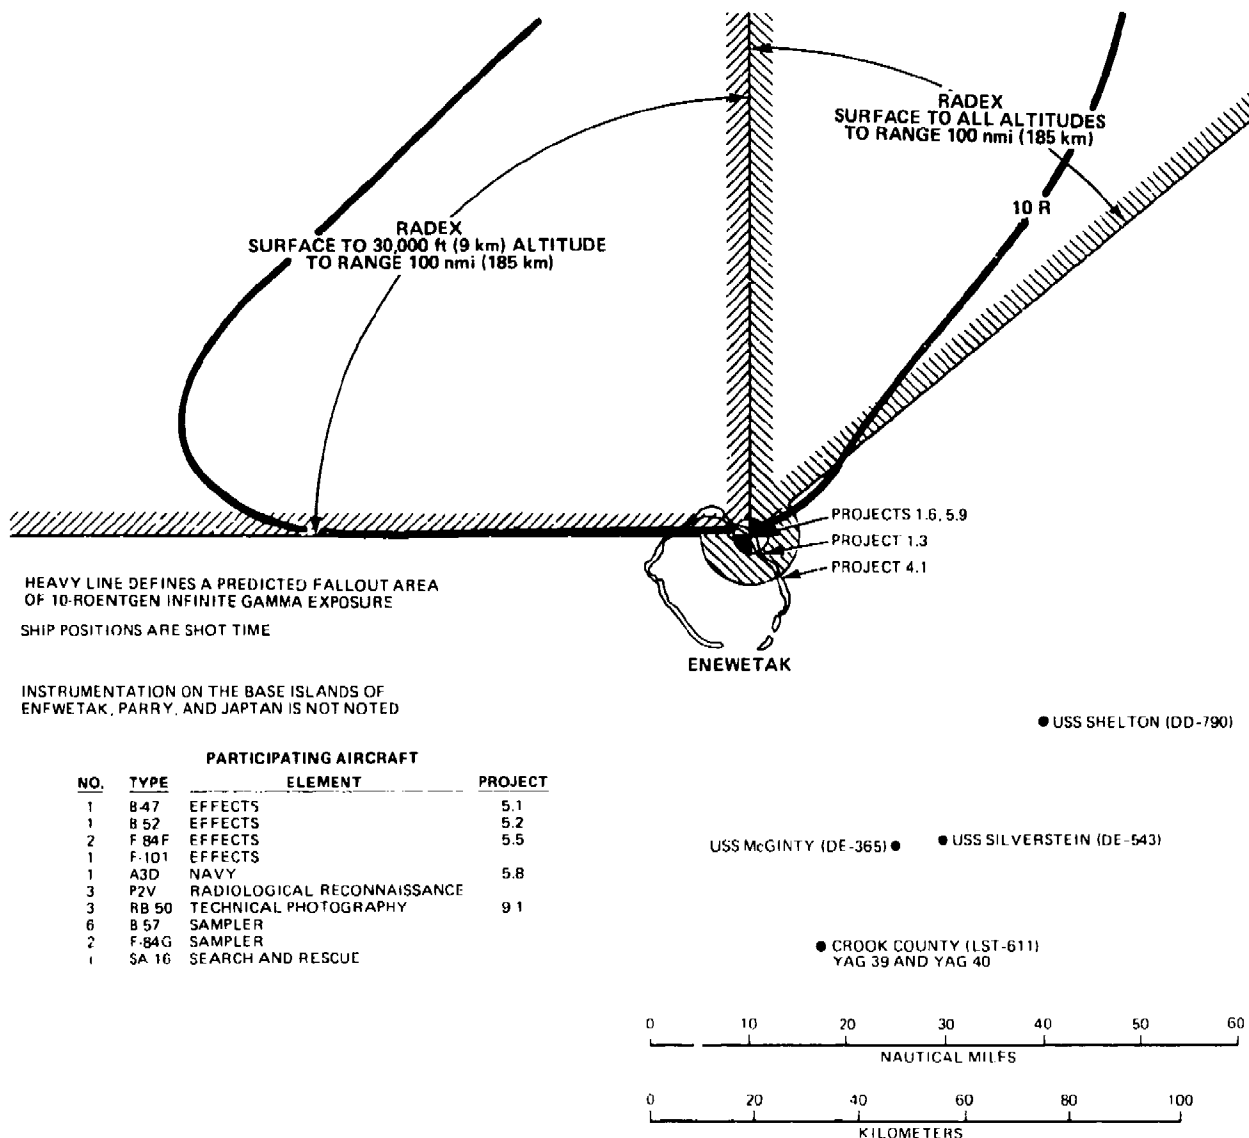 RADEX
SURFACE TO ALL ALTITUDES
TO RANGE 100 nmi (185 km)
10 R
RADEX
SURFACE TO 30,000 ft (9 km) ALTITUDE
TO RANGE 100 nmi (185 km)
PROJECTS 1.6, 5.9
PROJECT 1.3
PROJECT 4.1
ENEWETAK
HEAVY LINE DEFINES A PREDICTED FALLOUT AREA
OF 10-ROENTGEN INFINITE GAMMA EXPOSURE
SHIP POSITIONS ARE SHOT TIME
INSTRUMENTATION ON THE BASE ISLANDS OF
ENEWETAK, PARRY, AND JAPTAN IS NOT NOTED
PARTICIPATING AIRCRAFT
NO. TYPE ELEMENT PROJECT
1 B-47 EFFECTS 5.1
1 B 52 EFFECTS 5.2
2 F 84F EFFECTS 5.5
1 F-101 EFFECTS
1 A3D NAVY 5.8
3 P2V RADIOLOGICAL RECONNAISSANCE
3 RB 50 TECHNICAL PHOTOGRAPHY 9 1
6 B 57 SAMPLER
2 F-84G SAMPLER
1 SA 16 SEARCH AND RESCUE
USS SHELTON (DD-790)
USS McGINTY (DE-365)
USS SILVERSTEIN (DE-543)
CROOK COUNTY (LST-611)
YAG 39 AND YAG 40
0 10 20 30 40 50 60
NAUTICAL MILES
0 20 40 60 80 100
KILOMETERS